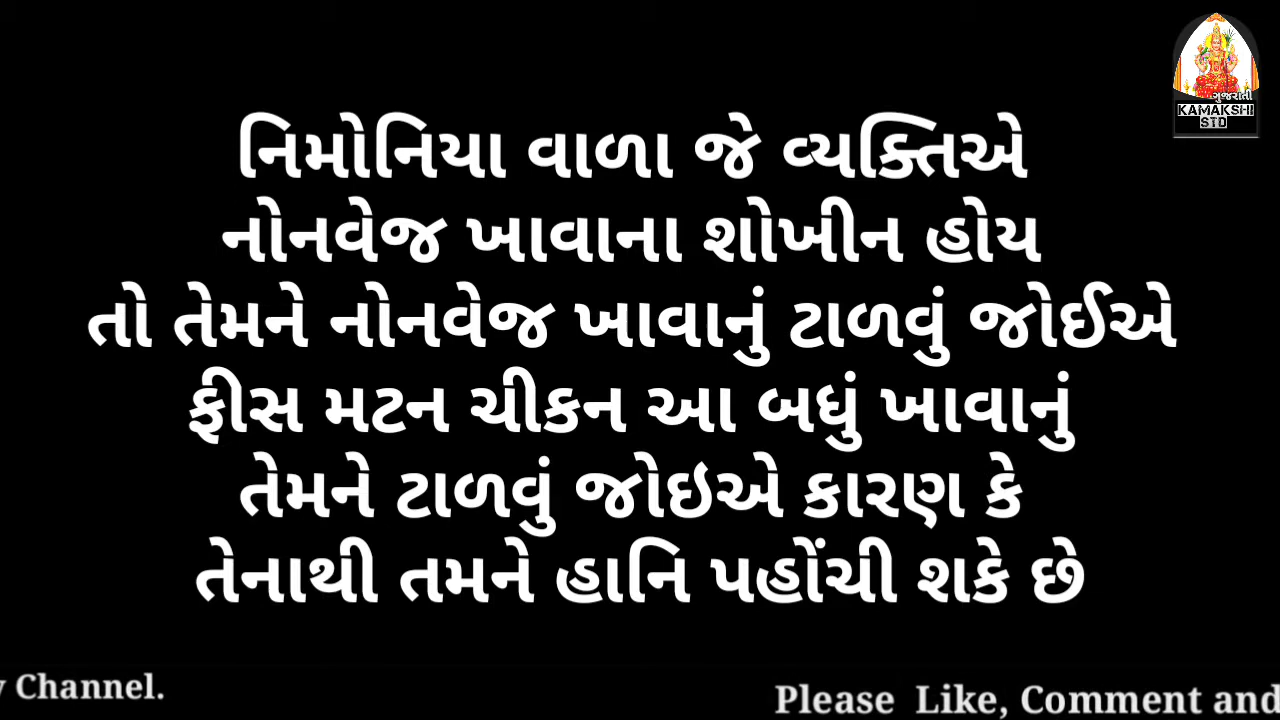 ગુજરાતી
KAMAKSHI
STD
નિમોનિયા વાળા જે વ્યક્તિએ
નોનવેજ ખાવાના શોખીન હોય
તો તેમને નોનવેજ ખાવાનું ટાળવું જોઈએ
ફીસ મટન ચીકન આ બધું ખાવાનું
તેમને ટાળવું જોઇએ કારણ કે
તેનાથી તમને હાનિ પહોંચી શકે છે
Channel.
Please Like, Comment and